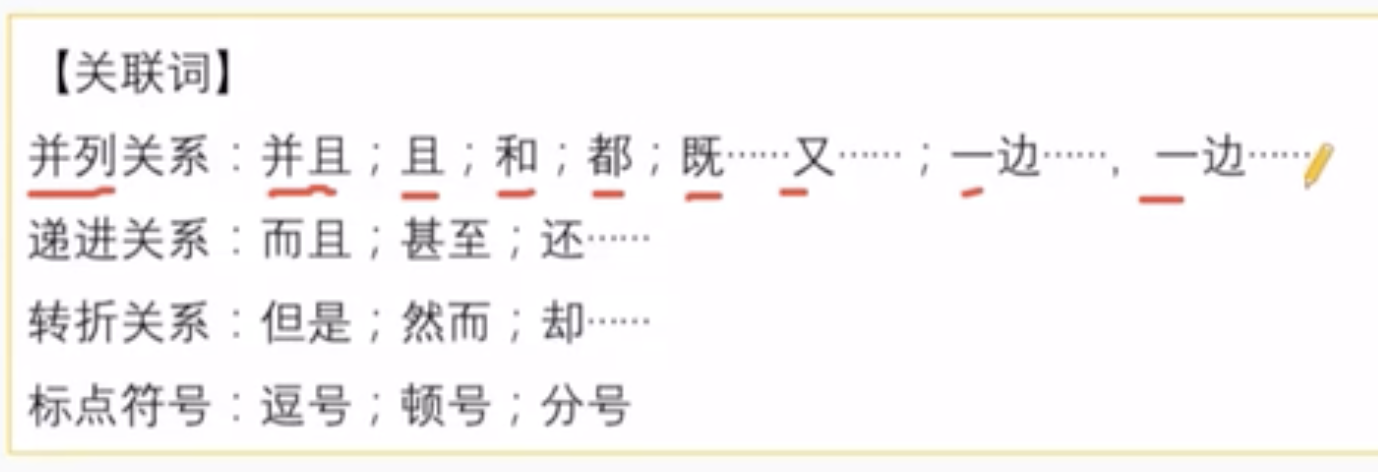 【关联词】
并列关系：并且；且；和；都；既……又……；一边……，一边……
递进关系：而且；甚至；还……
转折关系：但是；然而；却……
标点符号：逗号；顿号；分号